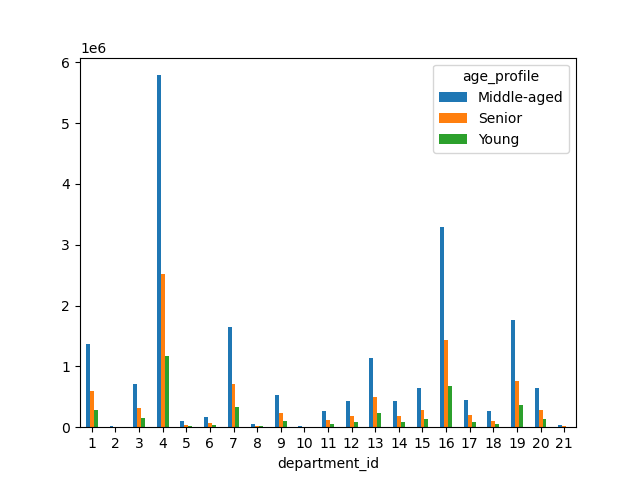 1e6
6
5
4
3
2
1
0
age_profile
Middle-aged
Senior
Young
1 2 3 4 5 6 7 8 9 10 11 12 13 14 15 16 17 18 19 20 21
department_id